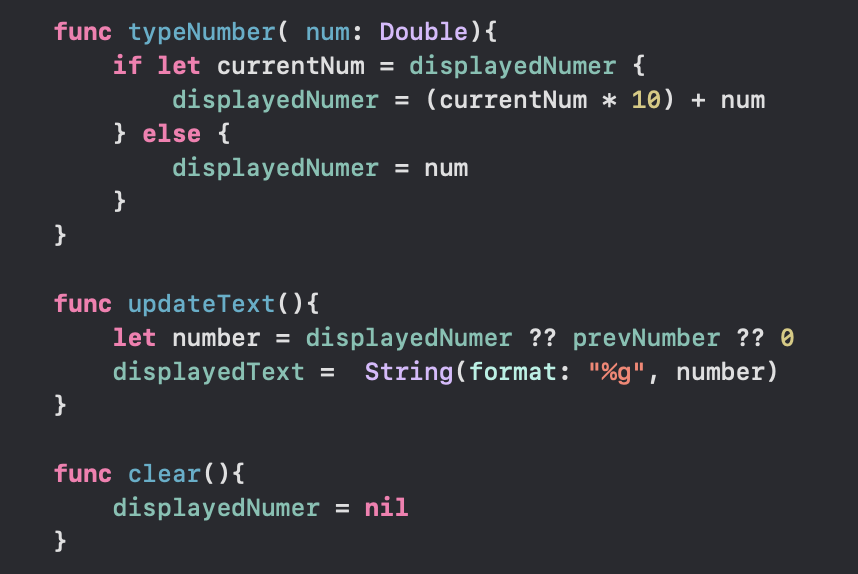 func typeNumber( num: Double){
    if let currentNum = displayedNumer {
        displayedNumer = (currentNum * 10) + num
    } else {
        displayedNumer = num
    }
}

func updateText(){
    let number = displayedNumer ?? prevNumber ?? 0
    displayedText =  String(format: "%g", number)
}

func clear(){
    displayedNumer = nil
}